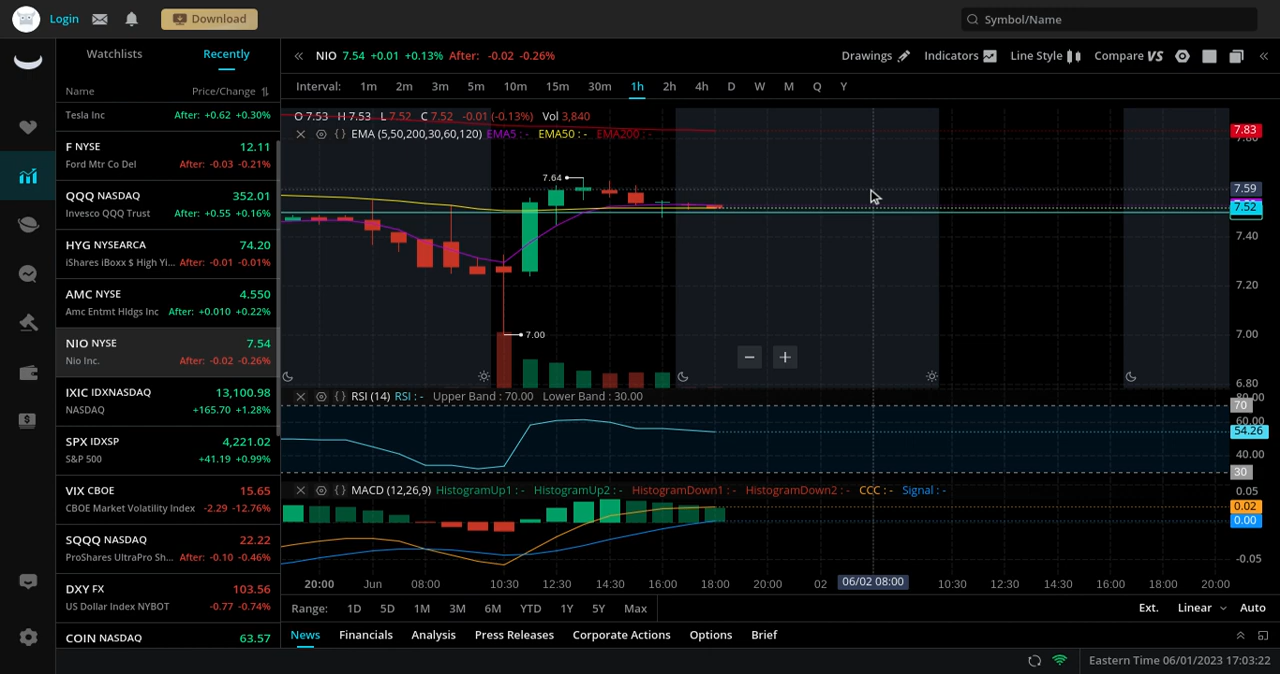 Login Download Symbol/Name
Watchlists Recently
Name Price/Change
Tesla Inc After: +0.62 +0.30%
F NYSE 12.11
Ford Mtr Co Del After: -0.03 -0.21%
QQQ NASDAQ 352.01
Invesco QQQ Trust After: +0.55 +0.16%
HYG NYSEARCA 74.20
iShares iBoxx $ High Yi... After: -0.01 -0.01%
AMC NYSE 4.550
Amc Entmt Hldgs Inc After: +0.010 +0.22%
NIO NYSE 7.54
Nio Inc. After: -0.02 -0.26%
IXIC IDXNASDAQ 13,100.98
NASDAQ +165.70 +1.28%
SPX IDXSP 4,221.02
S&P 500 +41.19 +0.99%
VIX CBOE 15.65
CBOE Market Volatility Index -2.29 -12.76%
SQQQ NASDAQ 22.22
ProShares UltraPro Sh... After: -0.10 -0.46%
DXY FX 103.56
US Dollar Index NYBOT -0.77 -0.74%
COIN NASDAQ 63.57
NIO 7.54 +0.01 +0.13% After: -0.02 -0.26% Drawings Indicators Line Style Compare VS
Interval: 1m 2m 3m 5m 10m 15m 30m 1h 2h 4h D W M Q Y
O 7.53 H 7.53 L 7.52 C 7.52 -0.01 (-0.13%) Vol 3,840
EMA (5,50,200,30,60,120) EMA5 : - EMA50 : - EMA200 : -
7.83
7.64
7.59
7.52
7.40
7.20
7.00
7.00
6.80
RSI (14) RSI : - Upper Band : 70.00 Lower Band : 30.00
80.00
70
60.00
54.26
40.00
30
MACD (12,26,9) HistogramUp1 : - HistogramUp2 : - HistogramDown1 : - HistogramDown2 : - CCC : - Signal : -
0.05
0.02
0.00
-0.05
20:00 Jun 08:00 10:30 12:30 14:30 16:00 18:00 20:00 02 06/02 08:00 10:30 12:30 14:30 16:00 18:00 20:00
Range: 1D 5D 1M 3M 6M YTD 1Y 5Y Max Ext. Linear Auto
News Financials Analysis Press Releases Corporate Actions Options Brief
Eastern Time 06/01/2023 17:03:22